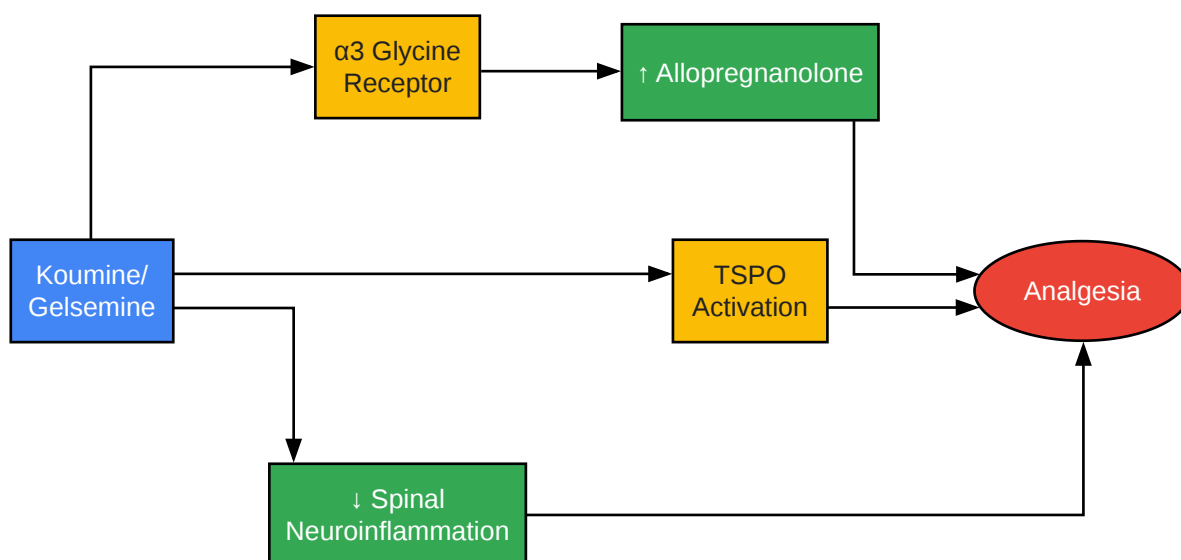 α3 Glycine
Receptor
↑ Allopregnanolone
Koumine/
Gelsemine
TSPO
Activation
Analgesia
↓ Spinal
Neuroinflammation